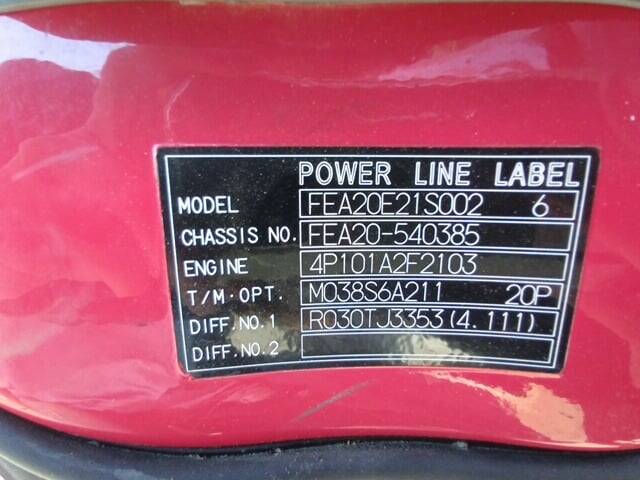 POWER LINE LABEL
MODEL FEA20E21S002 6
CHASSIS NO. FEA20-540385
ENGINE 4P101A2F2103
T/M·OPT. M038S6A211 20P
DIFF.NO.1 R030TJ3353(4.111)
DIFF.NO.2